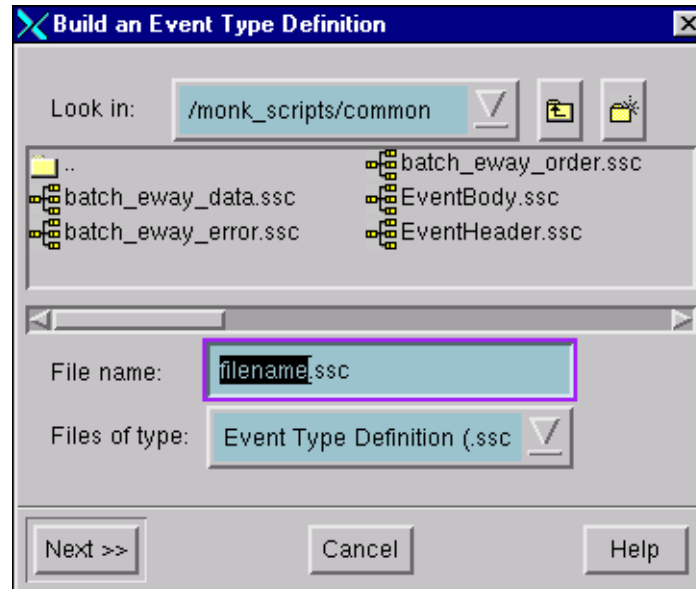 Build an Event Type Definition
Look in: /monk_scripts/common
.. batch_eway_order.ssc
batch_eway_data.ssc EventBody.ssc
batch_eway_error.ssc EventHeader.ssc
File name: filename.ssc
Files of type: Event Type Definition (.ssc
Next >> Cancel Help